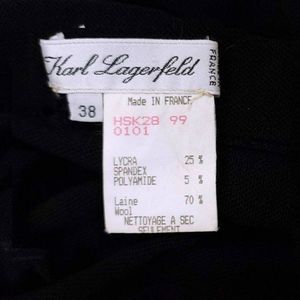 Karl Lagerfeld
FRANCE
38
Made In FRANCE
HSK28 99
0101
LYCRA 25 %
SPANDEX
POLYAMIDE 5 %
Laine 70 %
Wool
NETTOYAGE A SEC
SEULEMENT